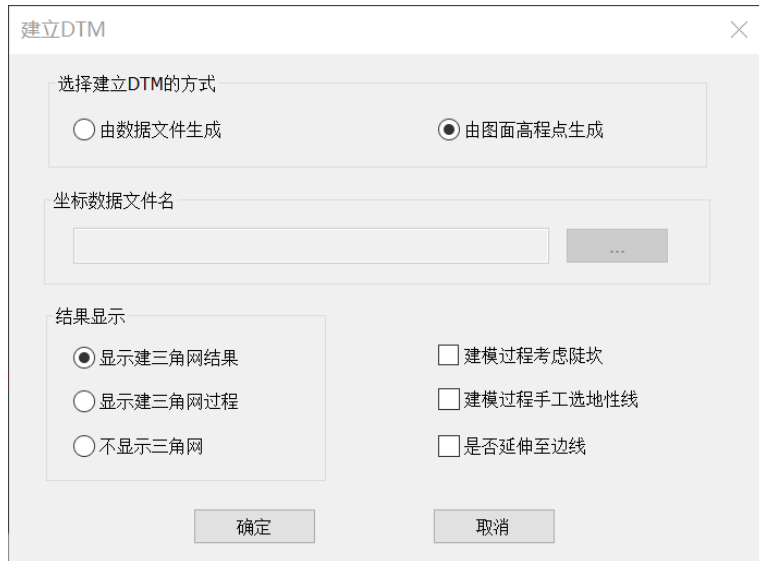 建立DTM
选择建立DTM的方式
由数据文件生成
由图面高程点生成
坐标数据文件名
...
结果显示
显示建三角网结果
建模过程考虑陡坎
显示建三角网过程
建模过程手工选地性线
不显示三角网
是否延伸至边线
确定
取消